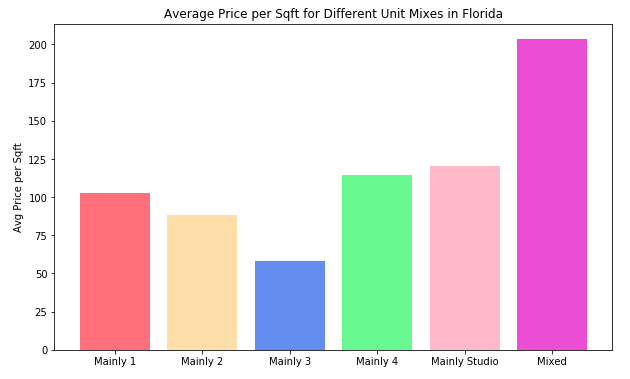 Average Price per Sqft for Different Unit Mixes in Florida
Avg Price per Sqft
200
175
150
125
100
75
50
25
0
Mainly 1
Mainly 2
Mainly 3
Mainly 4
Mainly Studio
Mixed